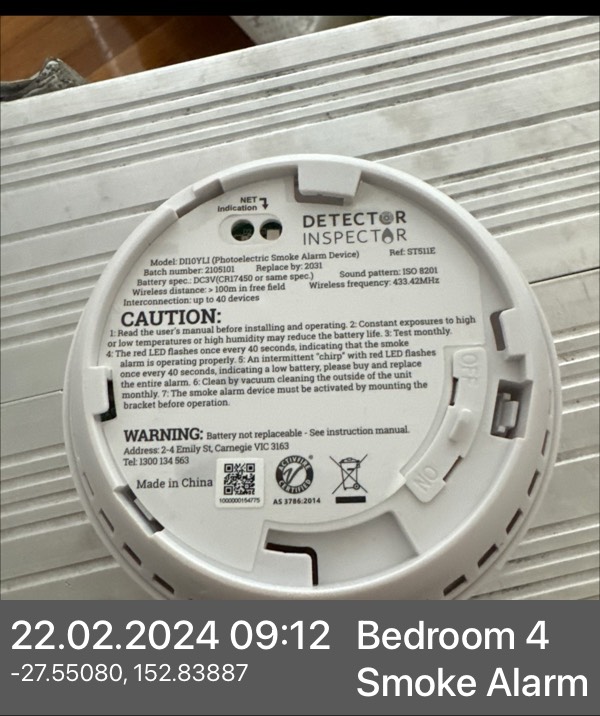 NET
Indication
DETECTOR
INSPECTOR
Model: DI10YLI (Photoelectric Smoke Alarm Device) Ref: ST511E
Batch number: 2105101 Replace by: 2031
Battery spec.: DC3V(CR17450 or same spec.) Sound pattern: ISO 8201
Wireless distance: > 100m in free field Wireless frequency: 433.42MHz
Interconnection: up to 40 devices
CAUTION:
1: Read the user's manual before installing and operating. 2: Constant exposures to high
or low temperatures or high humidity may reduce the battery life. 3: Test monthly.
4: The red LED flashes once every 40 seconds, indicating that the smoke
alarm is operating properly. 5: An intermittent "chirp" with red LED flashes
once every 40 seconds, indicating a low battery, please buy and replace
the entire alarm. 6: Clean by vacuum cleaning the outside of the unit
monthly. 7: The smoke alarm device must be activated by mounting the
bracket before operation.
OFF
ON
WARNING: Battery not replaceable - See instruction manual.
Address: 2-4 Emily St, Carnegie VIC 3163
Tel: 1300 134 563
Made in China
1000000154775
ACTIVFIRE
CERTIFIED
AS 3786:2014
22.02.2024 09:12
-27.55080, 152.83887
Bedroom 4
Smoke Alarm